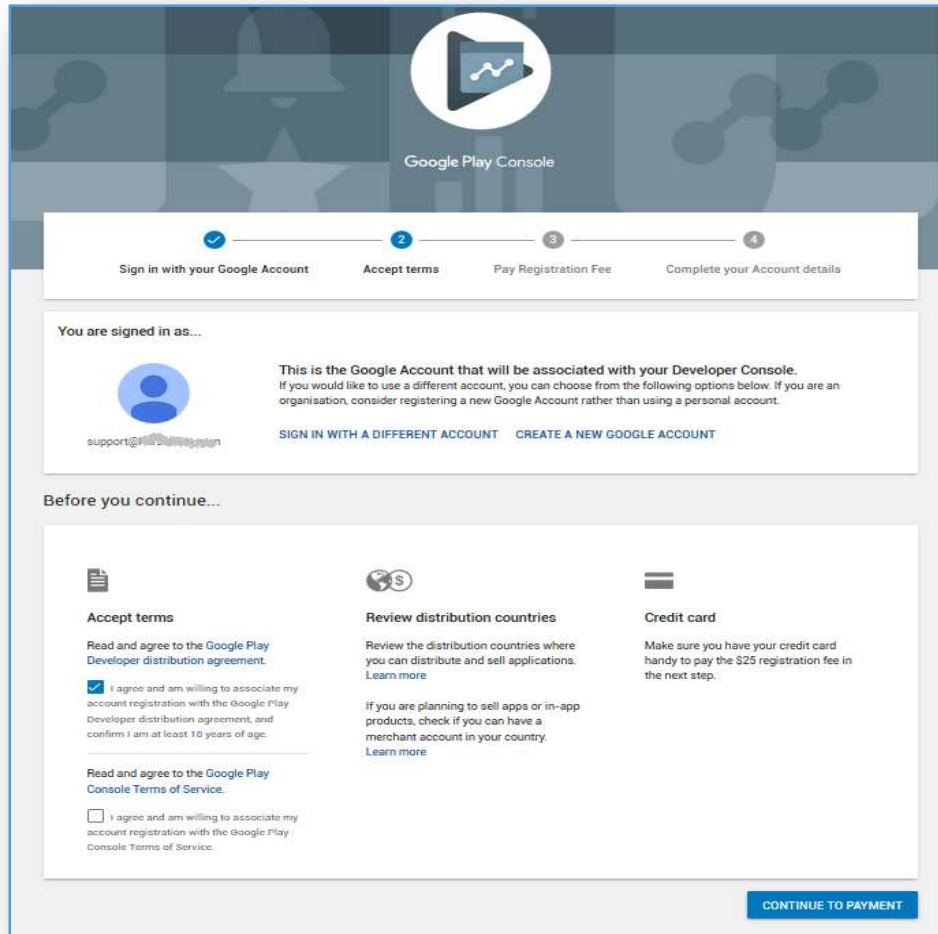 Google Play Console
2
3
4
Sign in with your Google Account
Accept terms
Pay Registration Fee
Complete your Account details
You are signed in as...
This is the Google Account that will be associated with your Developer Console.
If you would like to use a different account, you can choose from the following options below. If you are an
organisation, consider registering a new Google Account rather than using a personal account.
support@
SIGN IN WITH A DIFFERENT ACCOUNT
CREATE A NEW GOOGLE ACCOUNT
Before you continue...
Accept terms
Read and agree to the Google Play
Developer distribution agreement.
I agree and am willing to associate my
account registration with the Google Play
Developer distribution agreement, and
confirm I am at least 18 years of age.
Read and agree to the Google Play
Console Terms of Service.
I agree and am willing to associate my
account registration with the Google Play
Console Terms of Service.
$
Review distribution countries
Review the distribution countries where
you can distribute and sell applications.
Learn more
If you are planning to sell apps or in-app
products, check if you can have a
merchant account in your country.
Learn more
Credit card
Make sure you have your credit card
handy to pay the $25 registration fee in
the next step.
CONTINUE TO PAYMENT